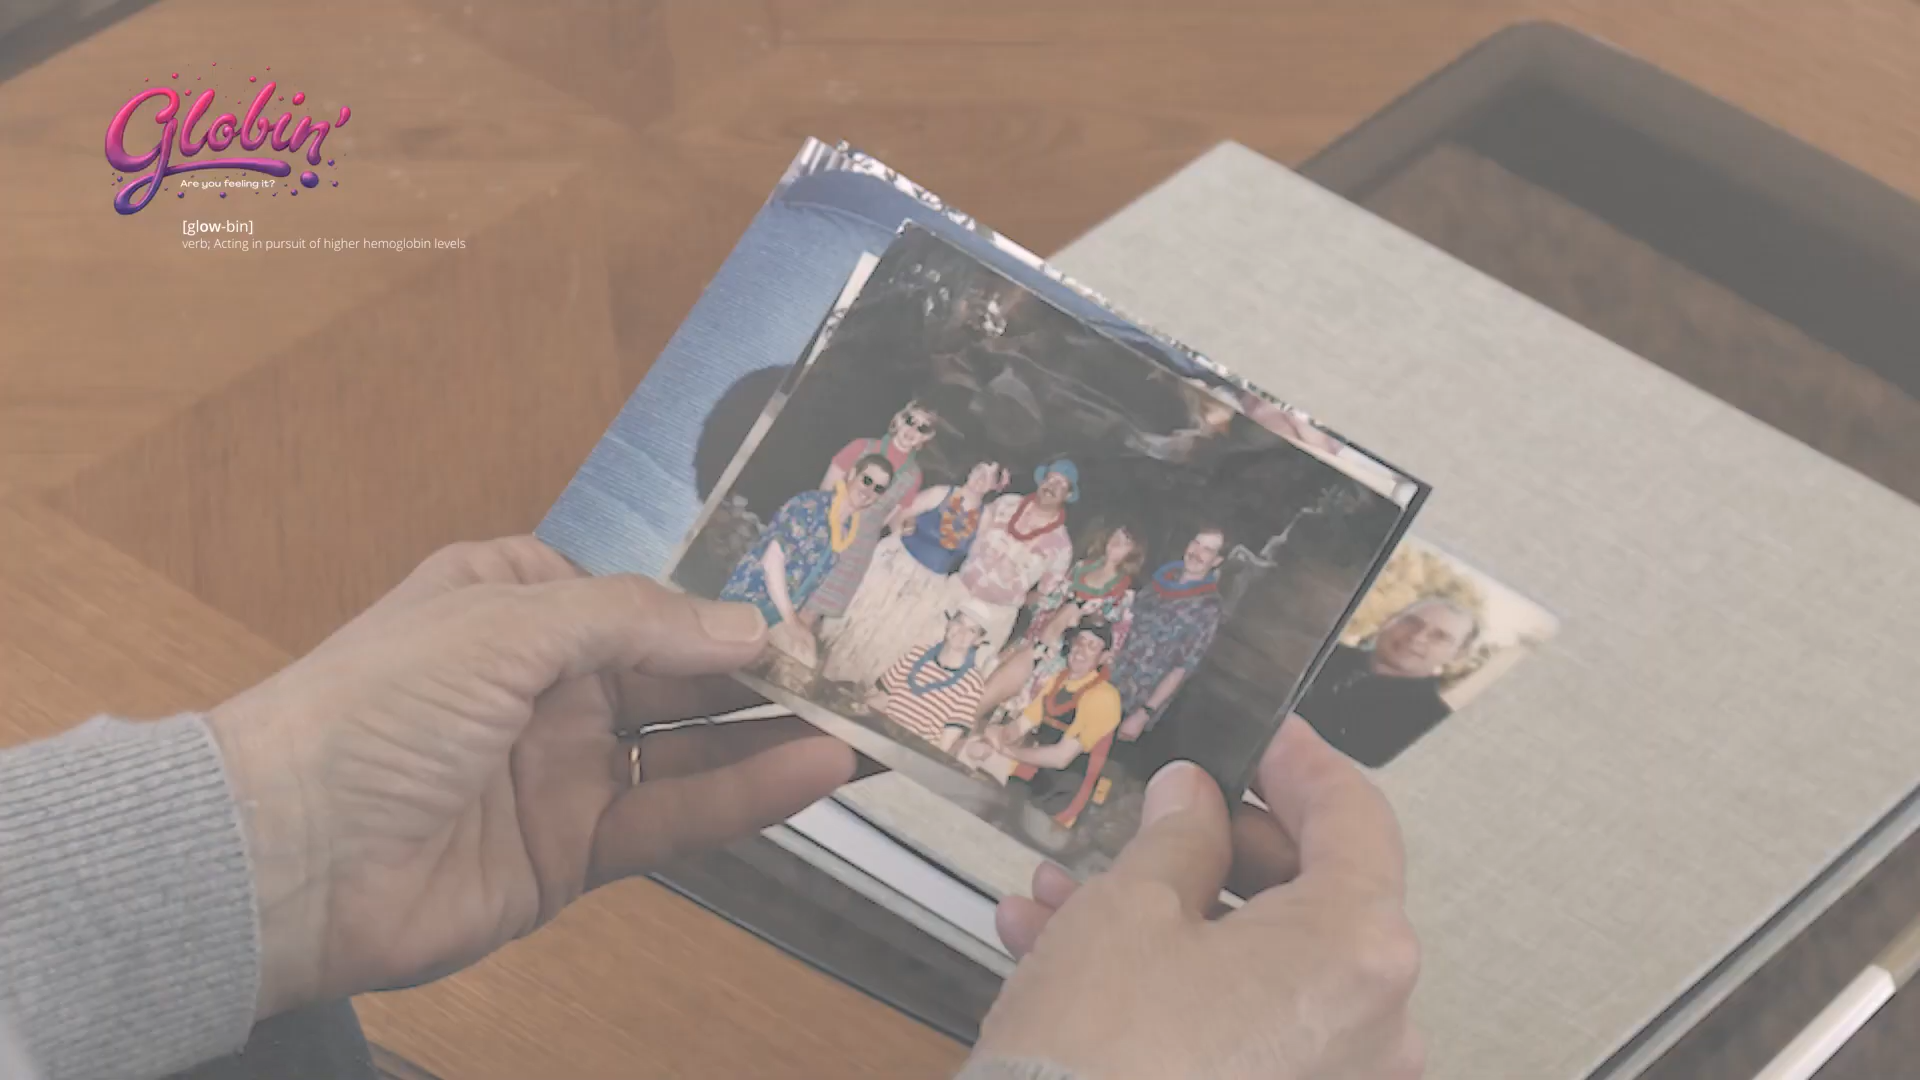 Globin'
Are you feeling it?
[glow-bin]
verb; Acting in pursuit of higher hemoglobin levels